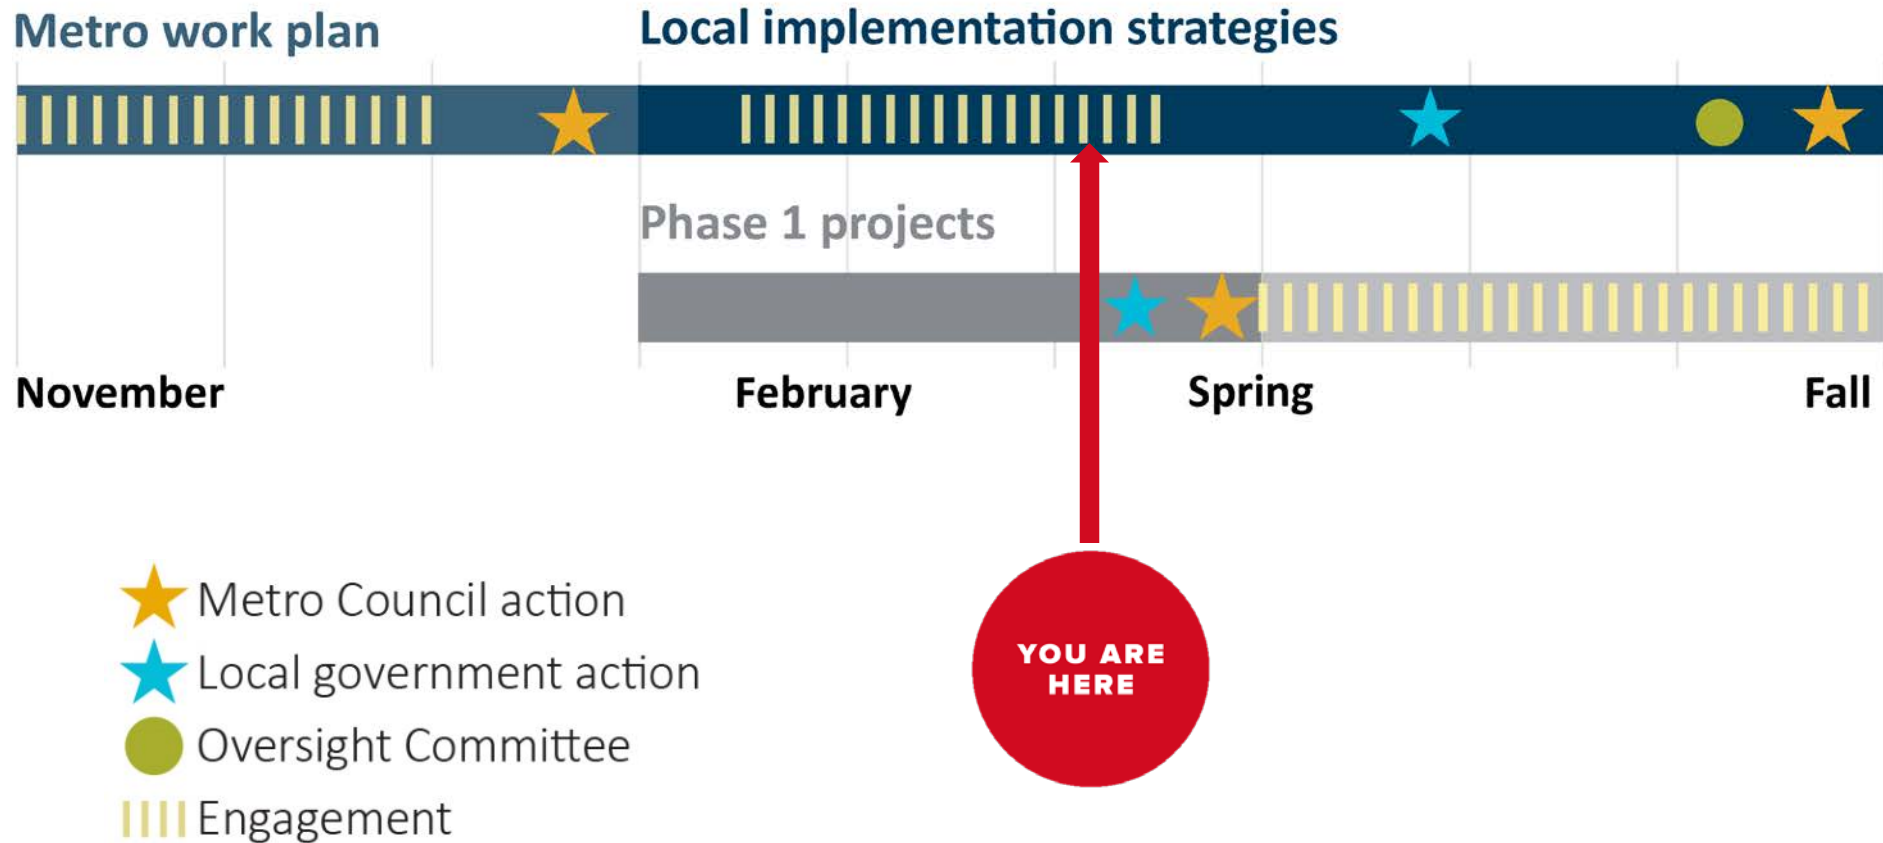 Metro work plan
Local implementation strategies
Phase 1 projects
November
February
Spring
Fall
Metro Council action
Local government action
Oversight Committee
Engagement
YOU ARE
HERE